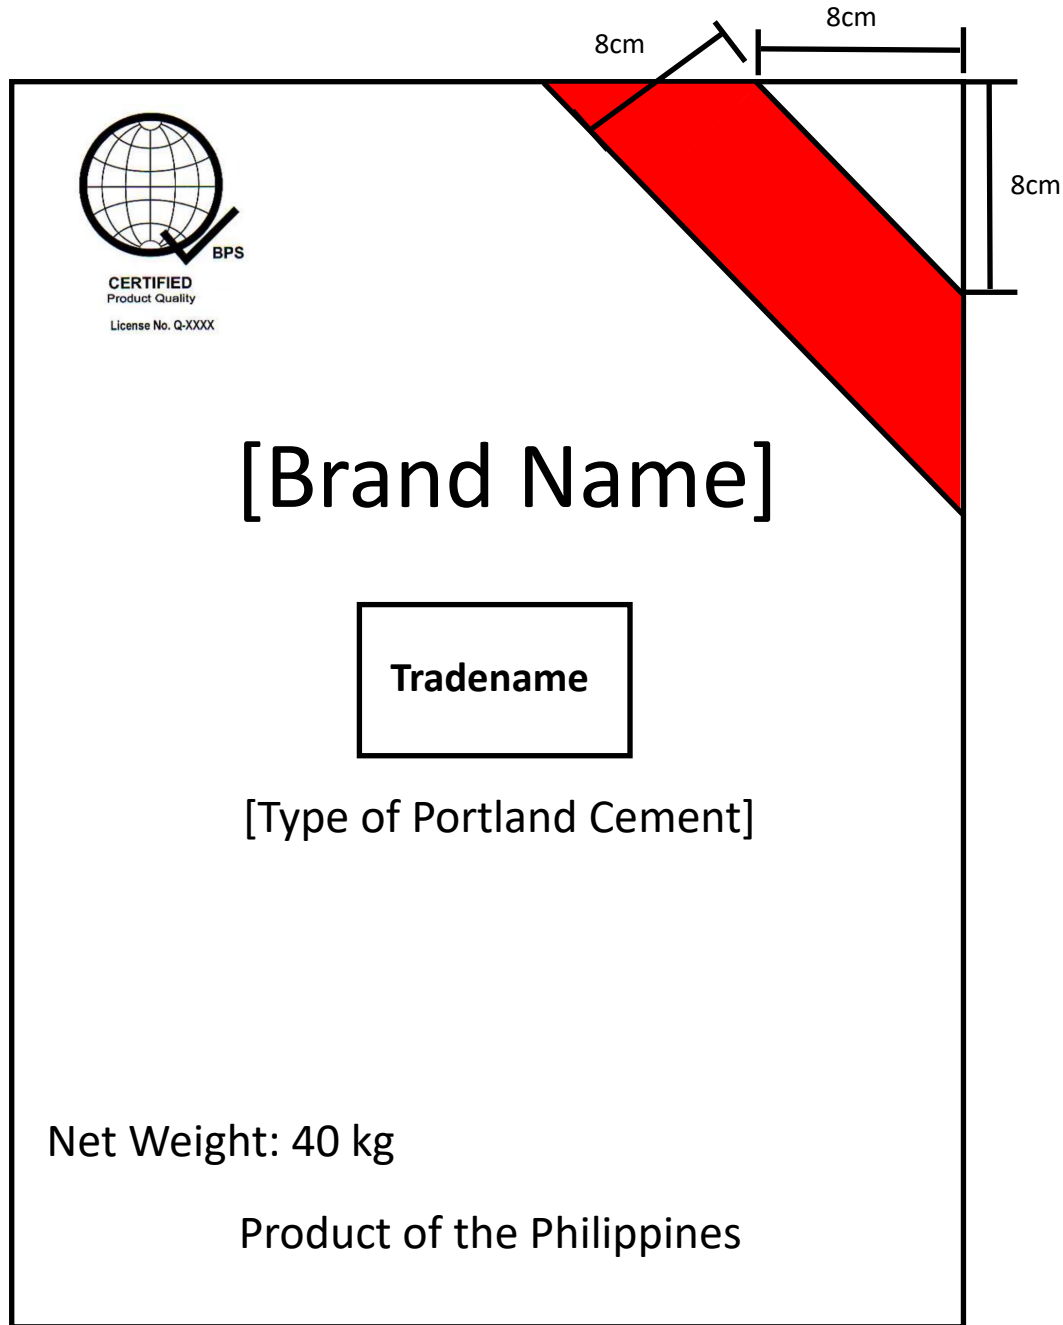 8cm
8cm
8cm
BPS
CERTIFIED
Product Quality
License No. Q-XXXX
[Brand Name]
Tradename
[Type of Portland Cement]
Net Weight: 40 kg
Product of the Philippines